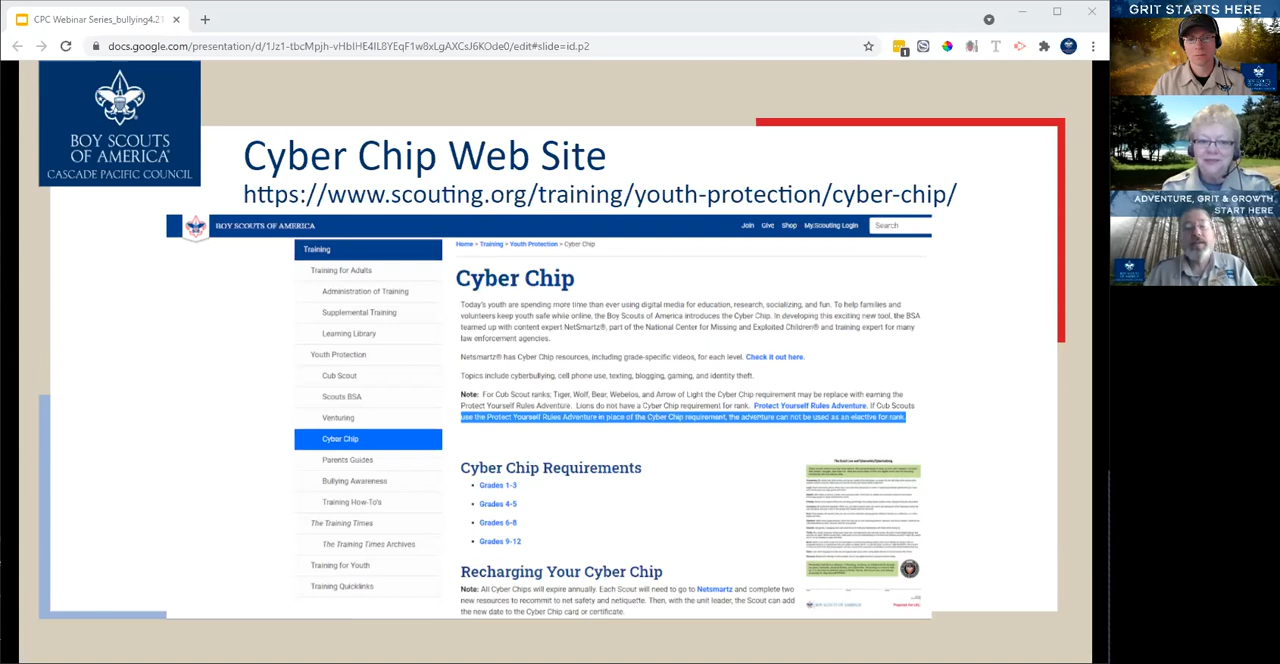 CPC Webinar Series_bullying4.21
docs.google.com/presentation/d/1Jz1-tbcMpjh-vHbIHE4IL8YEqF1w8xLgAXCsJ6KOde0/edit#slide=id.p2
1
T
GRIT STARTS HERE
ADVENTURE, GRIT & GROWTH
START HERE
BOY SCOUTS
OF AMERICA
CASCADE PACIFIC COUNCIL
Cyber Chip Web Site
https://www.scouting.org/training/youth-protection/cyber-chip/
BOY SCOUTS OF AMERICA
Join Give Shop My.Scouting Login Search
Training
Training for Adults
Administration of Training
Supplemental Training
Learning Library
Youth Protection
Cub Scout
Scouts BSA
Venturing
Cyber Chip
Parents Guides
Bullying Awareness
Training How-To's
The Training Times
The Training Times Archives
Training for Youth
Training Quicklinks
Home > Training > Youth Protection > Cyber Chip
Cyber Chip
Today's youth are spending more time than ever using digital media for education, research, socializing, and fun. To help families and
volunteers keep youth safe while online, the Boy Scouts of America introduces the Cyber Chip. In developing this exciting new tool, the BSA
teamed up with content expert NetSmartz®, part of the National Center for Missing and Exploited Children® and training expert for many
law enforcement agencies.
Netsmartz® has Cyber Chip resources, including grade-specific videos, for each level. Check it out here.
Topics include cyberbullying, cell phone use, texting, blogging, gaming, and identity theft.
Note: For Cub Scout ranks; Tiger, Wolf, Bear, Webelos, and Arrow of Light the Cyber Chip requirement may be replace with earning the
Protect Yourself Rules Adventure. Lions do not have a Cyber Chip requirement for rank. Protect Yourself Rules Adventure. If Cub Scouts
use the Protect Yourself Rules Adventure in place of the Cyber Chip requirement, the adventure can not be used as an elective for rank.
Cyber Chip Requirements
• Grades 1-3
• Grades 4-5
• Grades 6-8
• Grades 9-12
Recharging Your Cyber Chip
Note: All Cyber Chips will expire annually. Each Scout will need to go to Netsmartz and complete two
new resources to recommit to net safety and netiquette. Then, with the unit leader, the Scout can add
the new date to the Cyber Chip card or certificate.
The Scout Law and Cybersafety/Cyberbullying
BOY SCOUTS OF AMERICA